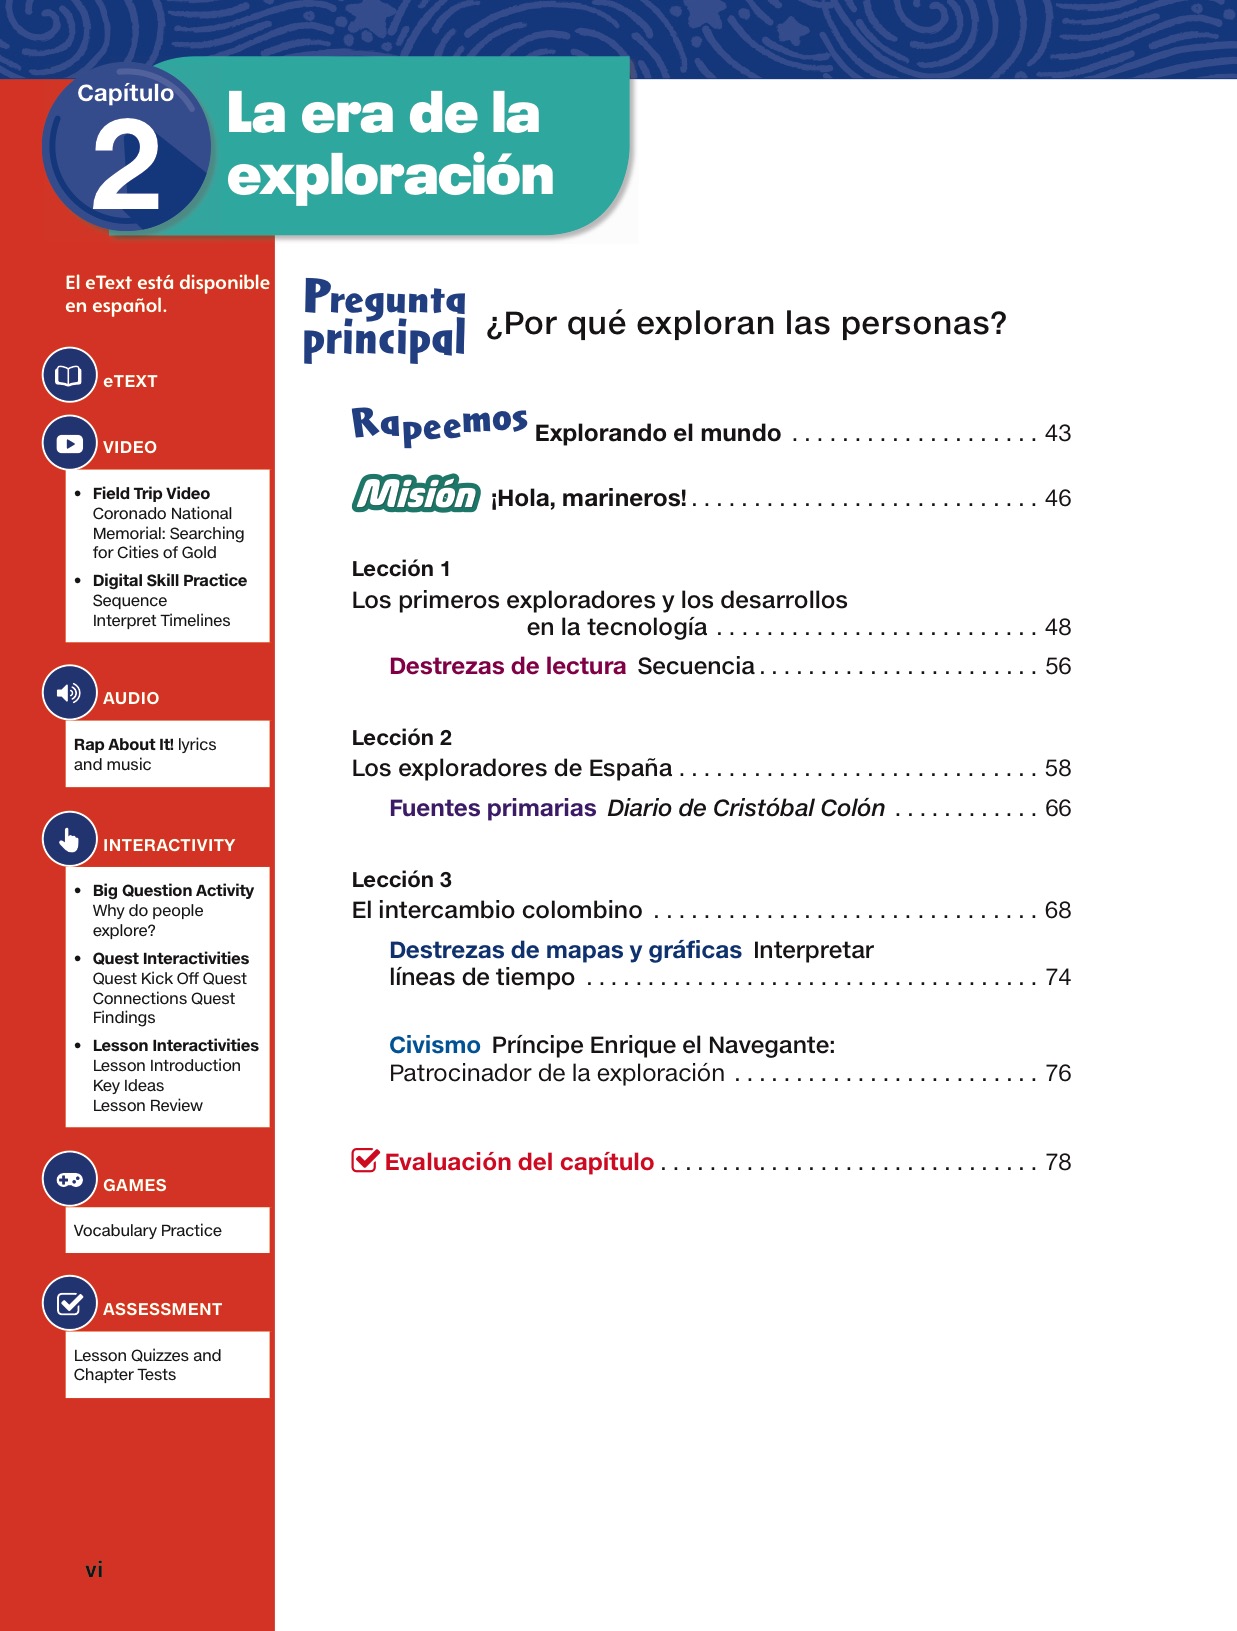 Capítulo
2
La era de la
exploración
El eText está disponible
en español.
eTEXT
VIDEO
• Field Trip Video
Coronado National
Memorial: Searching
for Cities of Gold
• Digital Skill Practice
Sequence
Interpret Timelines
AUDIO
Rap About It! lyrics
and music
INTERACTIVITY
• Big Question Activity
Why do people
explore?
• Quest Interactivities
Quest Kick Off Quest
Connections Quest
Findings
• Lesson Interactivities
Lesson Introduction
Key Ideas
Lesson Review
GAMES
Vocabulary Practice
ASSESSMENT
Lesson Quizzes and
Chapter Tests
Pregunta
principal
¿Por qué exploran las personas?
Rapeemos Explorando el mundo . . . . . . . . . . . . . . . . . . . . 43
Misión ¡Hola, marineros! . . . . . . . . . . . . . . . . . . . . . . . . . . . . 46
Lección 1
Los primeros exploradores y los desarrollos
en la tecnología . . . . . . . . . . . . . . . . . . . . . . . . . . 48
Destrezas de lectura Secuencia . . . . . . . . . . . . . . . . . . . . . . . 56
Lección 2
Los exploradores de España . . . . . . . . . . . . . . . . . . . . . . . . . . . . . 58
Fuentes primarias Diario de Cristóbal Colón . . . . . . . . . . . . 66
Lección 3
El intercambio colombino . . . . . . . . . . . . . . . . . . . . . . . . . . . . . . . 68
Destrezas de mapas y gráficas Interpretar
líneas de tiempo . . . . . . . . . . . . . . . . . . . . . . . . . . . . . . . . . . . . . 74
Civismo Príncipe Enrique el Navegante:
Patrocinador de la exploración . . . . . . . . . . . . . . . . . . . . . . . . . 76
Evaluación del capítulo . . . . . . . . . . . . . . . . . . . . . . . . . . . . . . . 78
vi